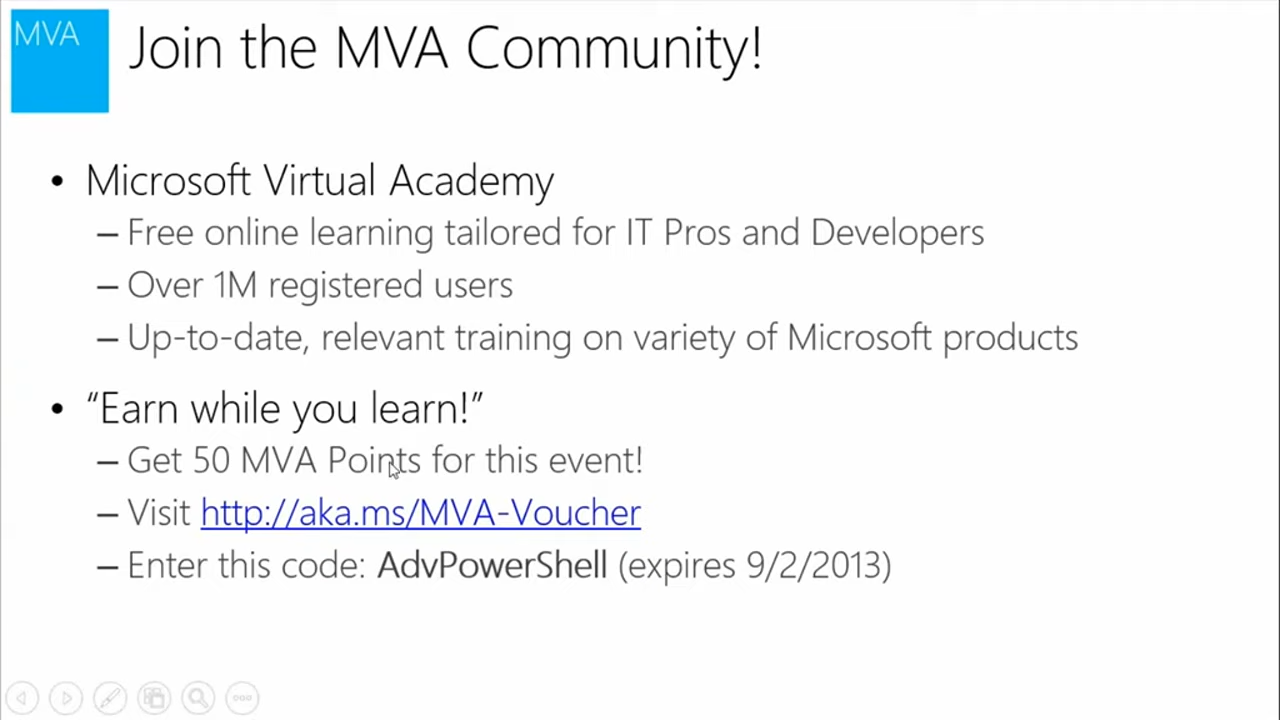 MVA
Join the MVA Community!
• Microsoft Virtual Academy
– Free online learning tailored for IT Pros and Developers
– Over 1M registered users
– Up-to-date, relevant training on variety of Microsoft products
• “Earn while you learn!”
– Get 50 MVA Points for this event!
– Visit http://aka.ms/MVA-Voucher
– Enter this code: AdvPowerShell (expires 9/2/2013)